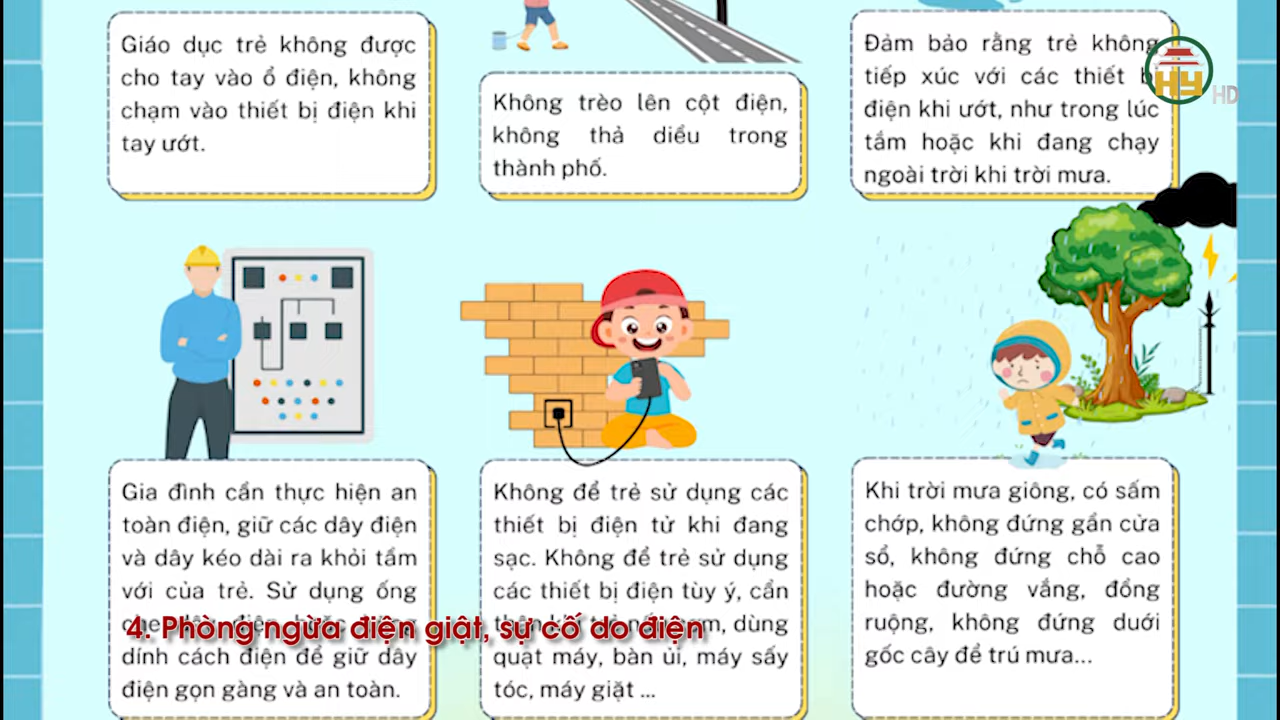 Giáo dục trẻ không được
cho tay vào ổ điện, không
chạm vào thiết bị điện khi
tay ướt.
Không trèo lên cột điện,
không thả diều trong
thành phố.
Đảm bảo rằng trẻ không
tiếp xúc với các thiết bị
điện khi ướt, như trong lúc
tắm hoặc khi đang chạy
ngoài trời khi trời mưa.
HY
HD
Gia đình cần thực hiện an
toàn điện, giữ các dây điện
và dây kéo dài ra khỏi tầm
với của trẻ. Sử dụng ống
dính cách điện để giữ dây
điện gọn gàng và an toàn.
Không để trẻ sử dụng các
thiết bị điện tử khi đang
sạc. Không để trẻ sử dụng
các thiết bị điện tùy ý, cẩn
dùng
quạt máy, bàn ủi, máy sấy
tóc, máy giặt ...
Khi trời mưa giông, có sấm
chớp, không đứng gần cửa
sổ, không đứng chỗ cao
hoặc đường vắng, đồng
ruộng, không đứng dưới
gốc cây để trú mưa...
4. Phòng ngừa điện giật, sự cố do điện